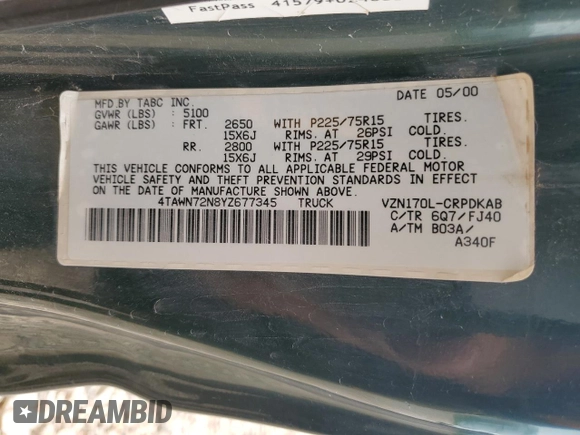 FastPass
MFD.BY TABC INC. DATE 05/00
GVWR (LBS) : 5100
GAWR (LBS) : FRT. 2650 WITH P225/75R15 TIRES.
15X6J RIMS. AT 26PSI COLD.
RR. 2800 WITH P225/75R15 TIRES.
15X6J RIMS. AT 29PSI COLD.
THIS VEHICLE CONFORMS TO ALL APPLICABLE FEDERAL MOTOR
VEHICLE SAFETY AND THEFT PREVENTION STANDARDS IN EFFECT
ON THE DATE OF MANUFACTURE SHOWN ABOVE.
4TAWN72N8YZ677345 TRUCK VZN170L-CRPDKAB
C/TR 6Q7/FJ40
A/TM B03A/
A340F
DREAMBID